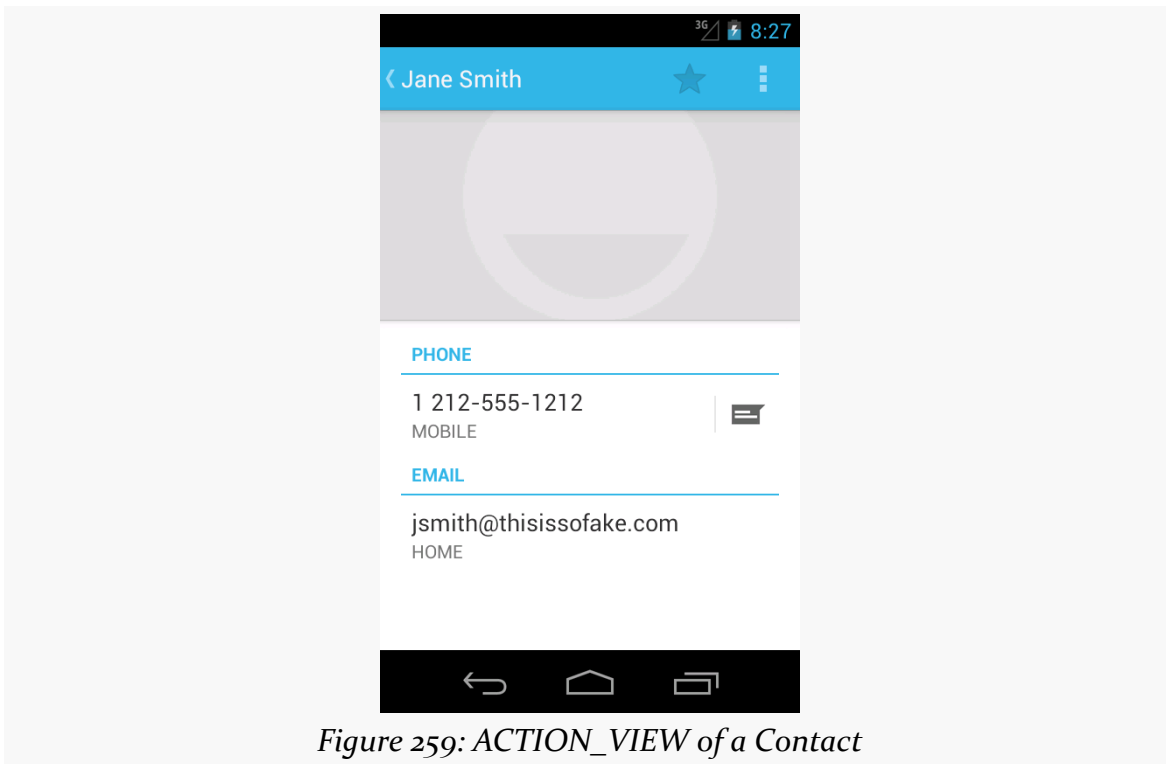 3G 8:27
Jane Smith
PHONE
1 212-555-1212
MOBILE
EMAIL
jsmith@thisissofake.com
HOME
Figure 259: ACTION_VIEW of a Contact